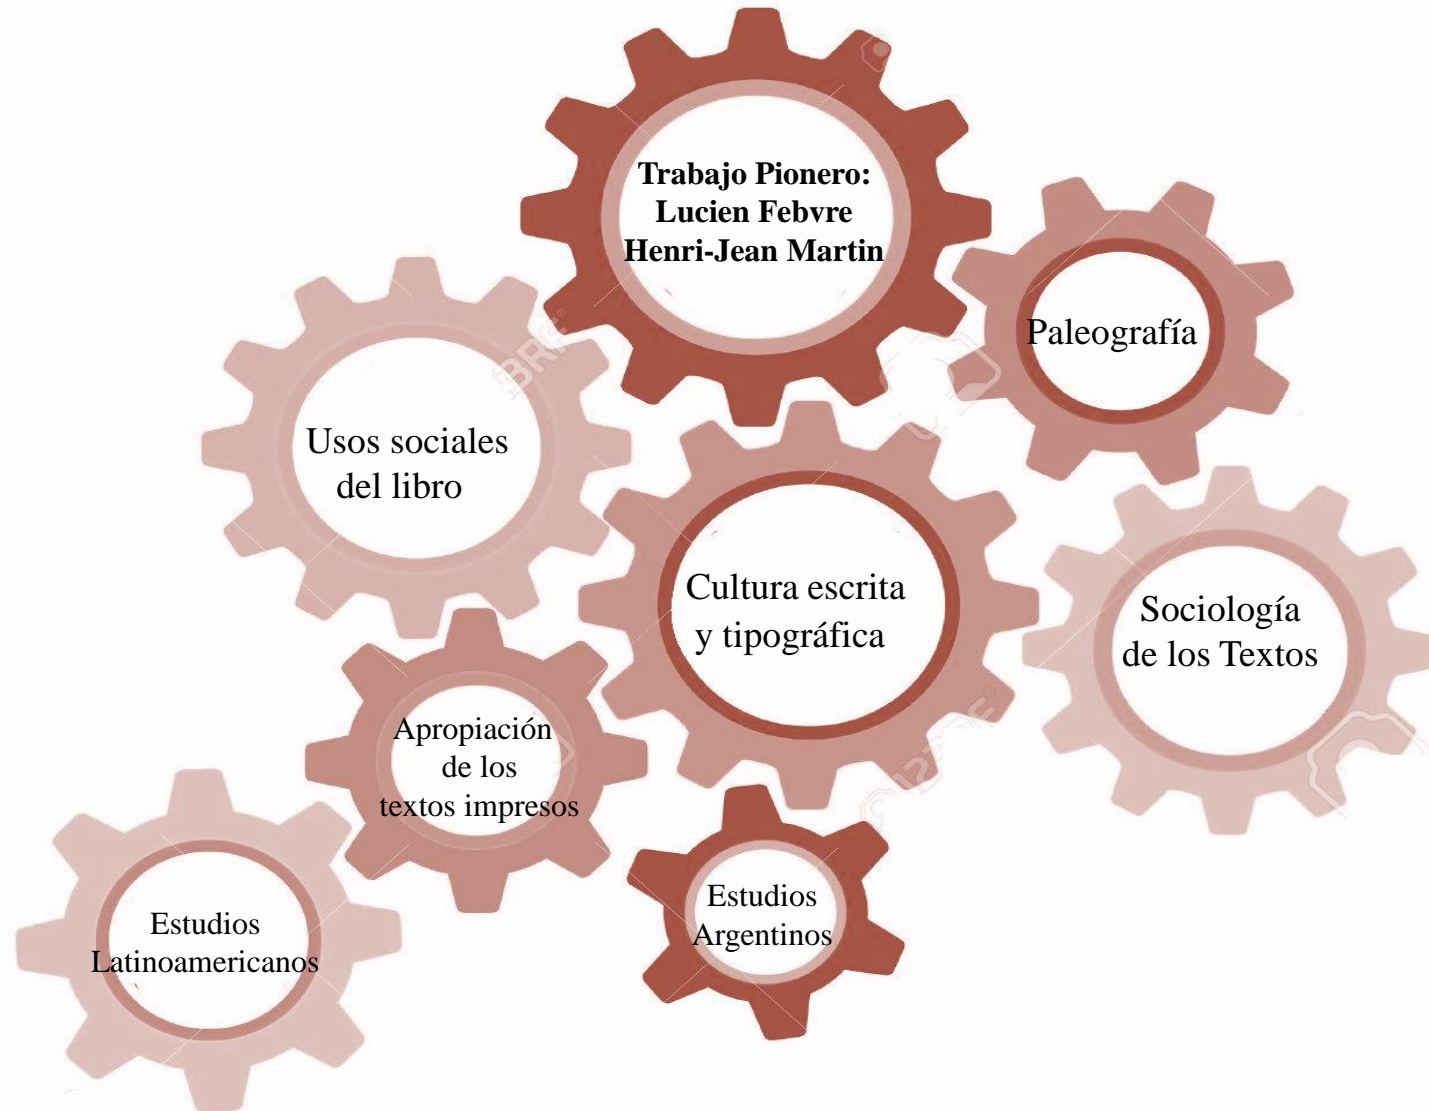 Trabajo Pionero:
Lucien Febvre
Henri-Jean Martin
Paleografía
Usos sociales
del libro
Cultura escrita
y tipográfica
Sociología
de los Textos
Apropiación
de los
textos impresos
Estudios
Argentinos
Estudios
Latinoamericanos